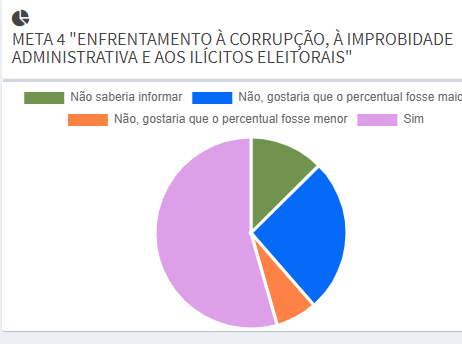 META 4 "ENFRENTAMENTO À CORRUPÇÃO, À IMPROBIDADE
ADMINISTRATIVA E AOS ILÍCITOS ELEITORAIS"
Não saberia informar Não, gostaria que o percentual fosse
Não, gostaria que o percentual fosse menor Sim